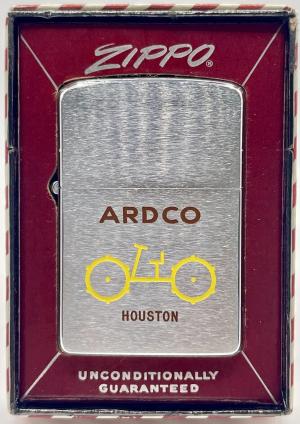 ZIPPO®
ARDCO
HOUSTON
UNCONDITIONALLY
GUARANTEED